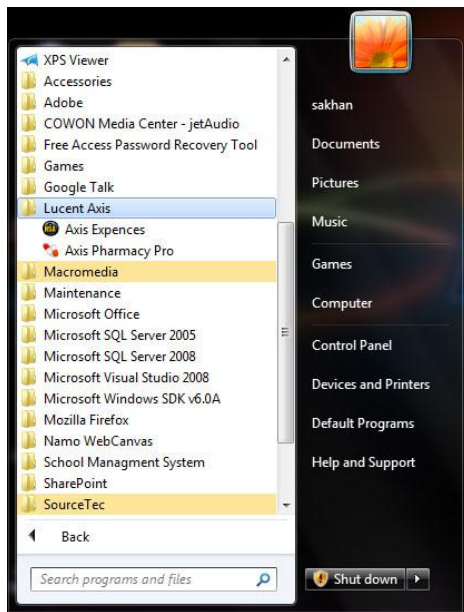 XPS Viewer
Accessories
Adobe
COWON Media Center - jetAudio
Free Access Password Recovery Tool
Games
Google Talk
Lucent Axis
Axis Expences
Axis Pharmacy Pro
Macromedia
Maintenance
Microsoft Office
Microsoft SQL Server 2005
Microsoft SQL Server 2008
Microsoft Visual Studio 2008
Microsoft Windows SDK v6.0A
Mozilla Firefox
Namo WebCanvas
School Managment System
SharePoint
SourceTec
Back
Search programs and files
sakhan
Documents
Pictures
Music
Games
Computer
Control Panel
Devices and Printers
Default Programs
Help and Support
Shut down